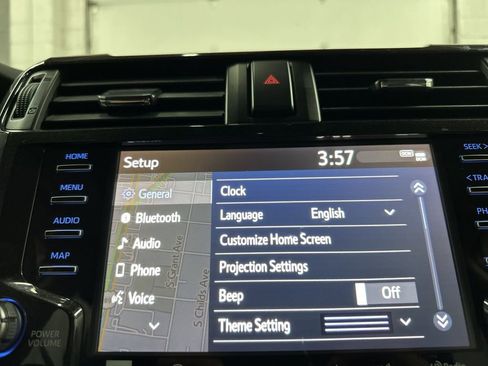 HOME
MENU
AUDIO
MAP
POWER
VOLUME
Setup
3:57
DCM
General
Bluetooth
Audio
Phone
Voice
S Grant Ave
S Childs Ave
Clock
Language English
Customize Home Screen
Projection Settings
Beep Off
Theme Setting
SEEK>
<TRA
PH